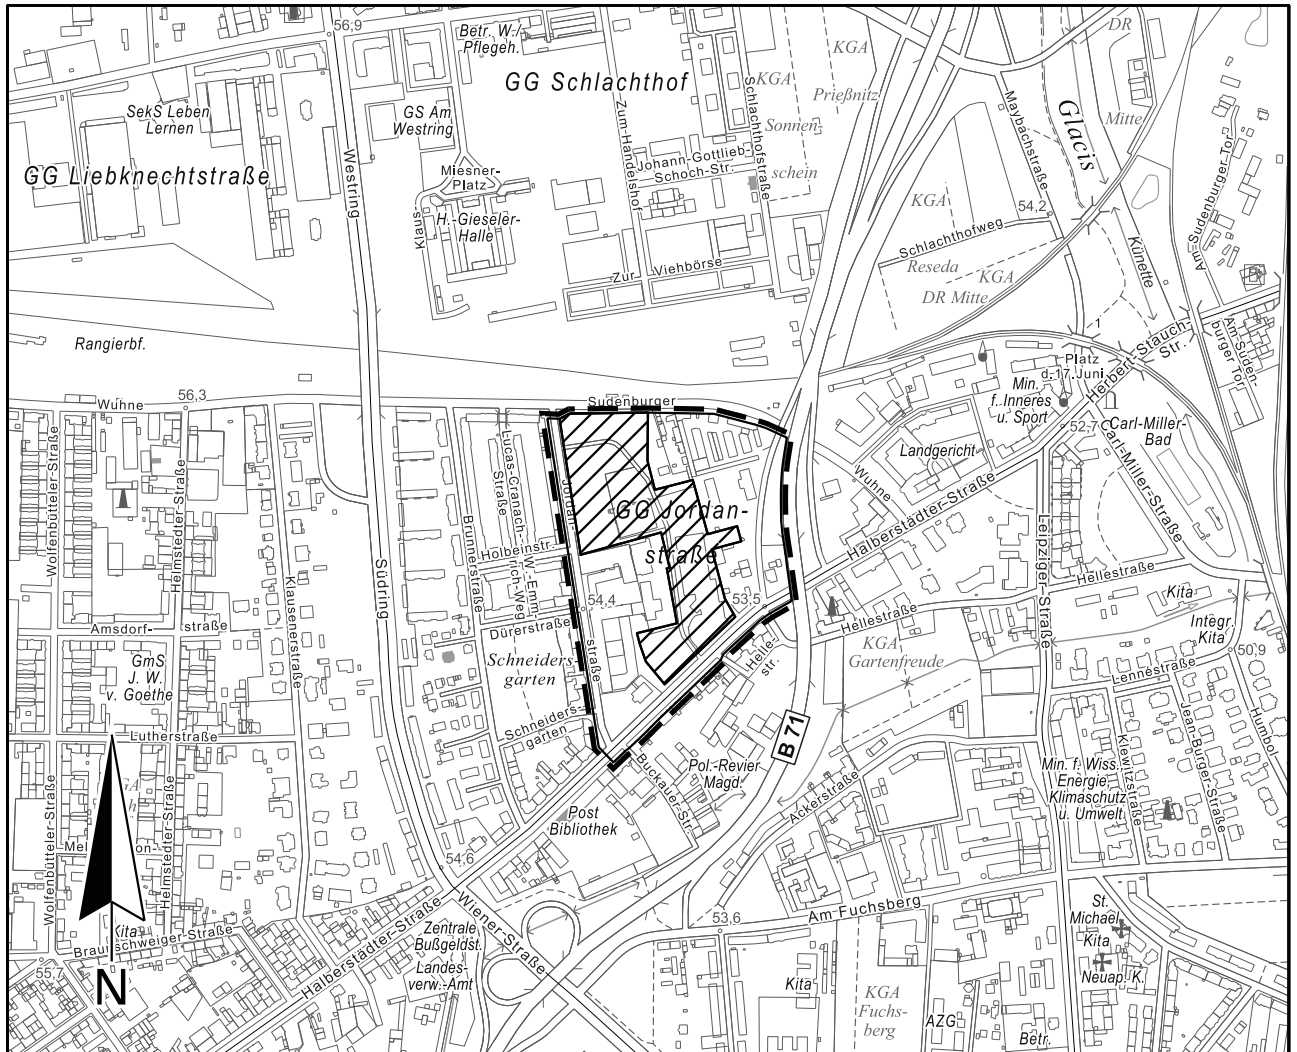 56,9
Betr. W./
Pflegeh.
KGA
DR
GG Schlachthof
KGA
Prießnitz
SekS Leben
Lernen
GS Am
Westring
Zum-Handelshof
Schlachthofstraße
Sonnen-
schein
Maybachstraße
Glacis
Mitte
Am-Sudenburger-Tor
GG Liebknechtstraße
Westring
Miesner-
Platz
Johann-Gottlieb-
Schoch-Str.
KGA
54,2
Klaus-
H.-Gieseler-
Halle
Schlachthofweg
Künette
Zur Viehbörse
Reseda
KGA
DR Mitte
Rangierbf.
1
Herbert-Stauch-
Str.
Am-Suden-
burger Tor
Platz
d.17.Juni
Min.
f. Inneres
u. Sport
Wuhne
56,3
Sudenburger
52,7
Carl-Miller-
Bad
Carl-Miller-Straße
Landgericht
Wuhne
Halberstädter-Straße
Wolfenbütteler-Straße
Helmstedter-Straße
Lucas-Cranach-
Straße
Jordan-
straße
GG Jordan-
straße
Brunnerstraße
Holbeinstr.
W.-Emm-
rich-Weg
Südring
Klausenerstraße
Leipziger-Straße
Hellestraße
Kita
54,4
53,5
Amsdorf-
straße
Dürerstraße
Hellestraße
Integr.
Kita
KGA
Gartenfreude
50,9
GmS
J. W.
v. Goethe
Schneiders
garten
Helle-
str.
Lennéstraße
Lutherstraße
Schneiders-
garten
B 71
Jean-Burger-Straße
Klewitzstraße
Humbol
Pol.-Revier
Magd.
Buckauer-Str.
Min. f. Wiss.
Energie,
Klimaschutz
u. Umwelt
Ackerstraße
Post
Bibliothek
Wolfenbütteler-Straße
Helmstedter-Straße
54,6
Am Fuchsberg
53,6
St.
Michael
Kita
Braunschweiger-Straße
Kita
Halberstädter-Straße
Wiener-Straße
Zentrale
Bußgeldst.
Landes-
verw.-Amt
55,7
N
Kita
KGA
Fuchs-
berg
Neuap. K.
AZG
Betr.